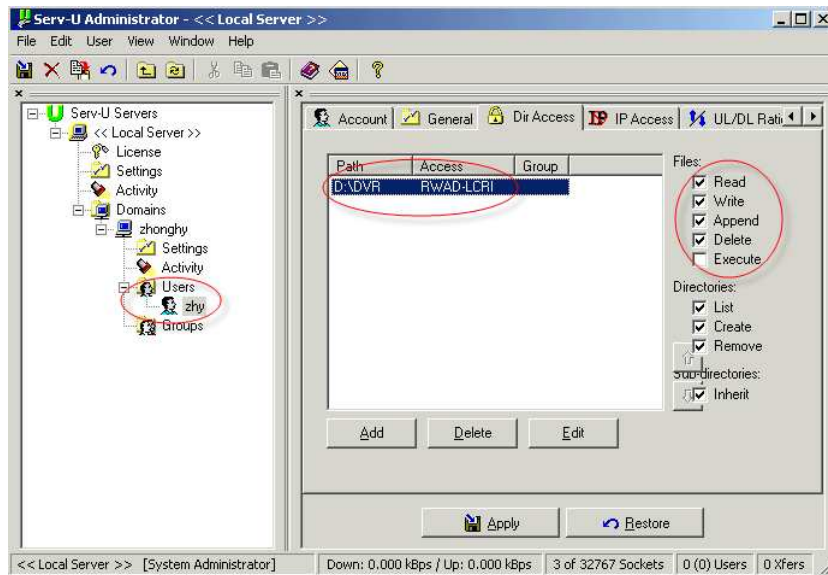 Serv-U Administrator - << Local Server >>
File Edit User View Window Help
Serv-U Servers
<< Local Server >>
License
Settings
Activity
Domains
zhonghy
Settings
Activity
Users
zhy
Groups
Account General Dir Access IP Access UL/DL Rati
Path Access Group
D:\DVR RWAD-LCRI
Files:
Read
Write
Append
Delete
Execute
Directories:
List
Create
Remove
Sub-directories:
Inherit
Add Delete Edit
Apply Restore
<< Local Server >> [System Administrator] Down: 0.000 kBps / Up: 0.000 kBps 3 of 32767 Sockets 0 (0) Users 0 Xfers